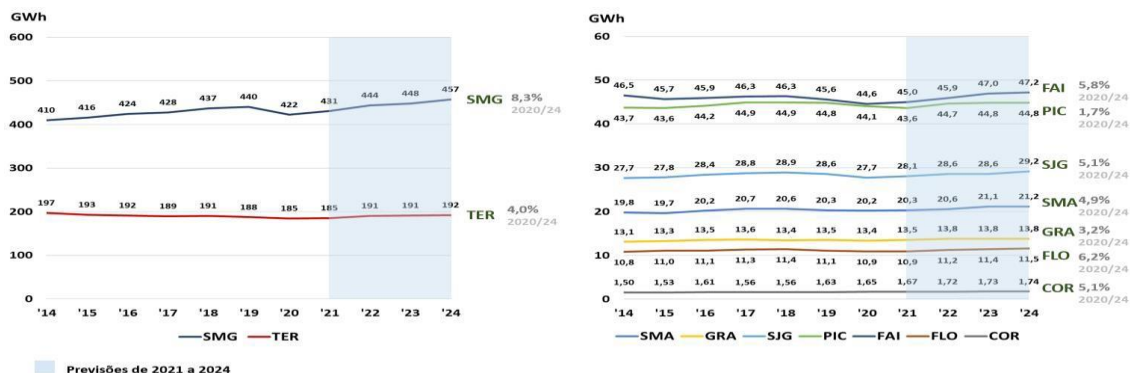 GWh
600
500
400
300
200
100
0
410 416 424 428 437 440 422 431 444 448 457
SMG 8,3%
2020/24
197 193 192 189 191 188 185 185 191 191 192
TER 4,0%
2020/24
'14 '15 '16 '17 '18 '19 '20 '21 '22 '23 '24
SMG TER
Previsões de 2021 a 2024
GWh
60
50
40
30
20
10
0
46,5 45,7 45,9 46,3 46,3 45,6 44,6 45,0 45,9 47,0 47,2
FAI 5,8%
2020/24
43,7 43,6 44,2 44,9 44,9 44,8 44,1 43,6 44,7 44,8 44,8
PIC 1,7%
2020/24
27,7 27,8 28,4 28,8 28,9 28,6 27,7 28,1 28,6 28,6 29,2
SJG 5,1%
2020/24
19,8 19,7 20,2 20,7 20,6 20,3 20,2 20,3 20,6 21,1 21,2
SMA 4,9%
2020/24
13,1 13,3 13,5 13,6 13,4 13,5 13,4 13,5 13,8 13,8 13,8
GRA 3,2%
2020/24
10,8 11,0 11,1 11,3 11,4 11,1 10,9 10,9 11,2 11,4 11,5
FLO 6,2%
2020/24
1,50 1,53 1,61 1,56 1,56 1,63 1,65 1,67 1,72 1,73 1,74
COR 5,1%
2020/24
'14 '15 '16 '17 '18 '19 '20 '21 '22 '23 '24
SMA GRA SJG PIC FAI FLO COR